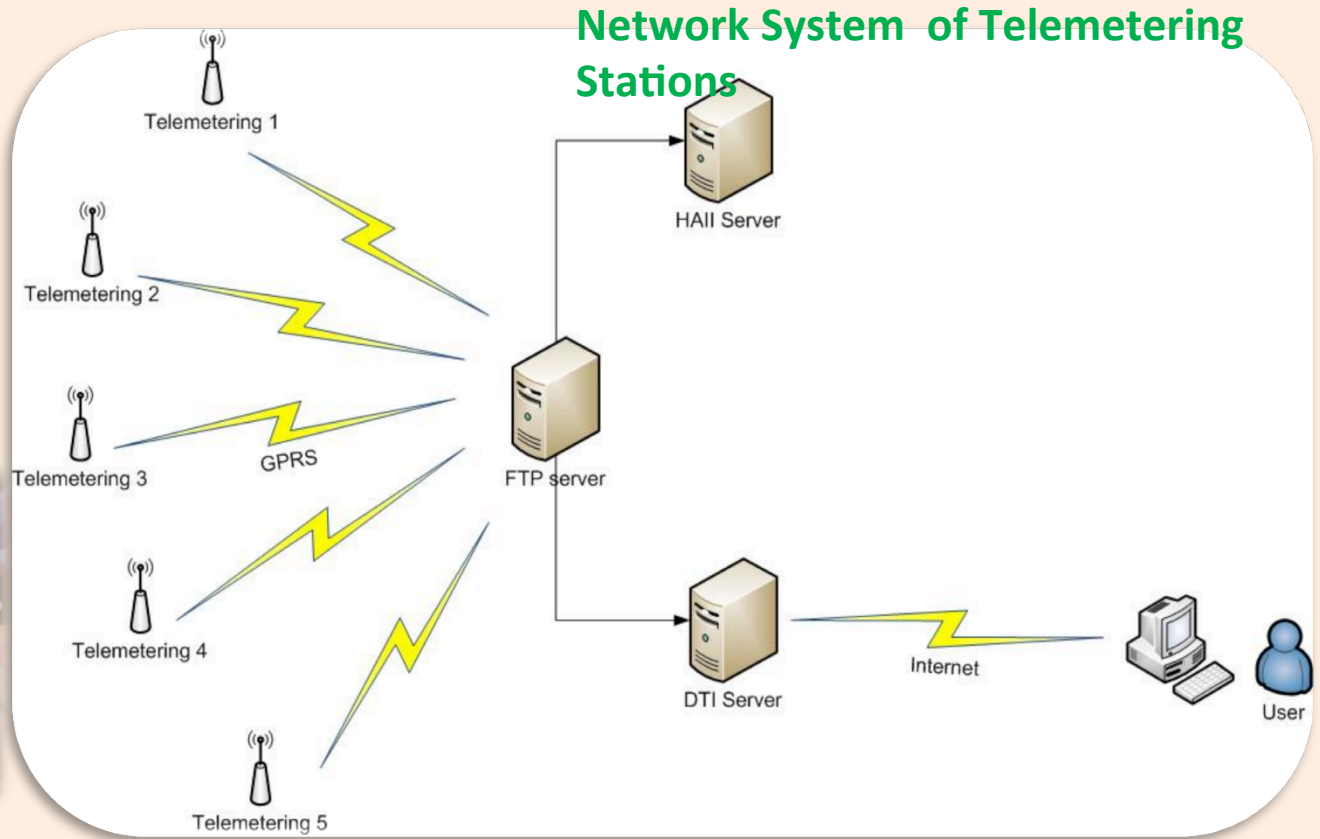 Network System of Telemetering
Stations
Telemetering 1
HAII Server
Telemetering 2
Telemetering 3
GPRS
FTP server
Telemetering 4
Internet
DTI Server
User
Telemetering 5